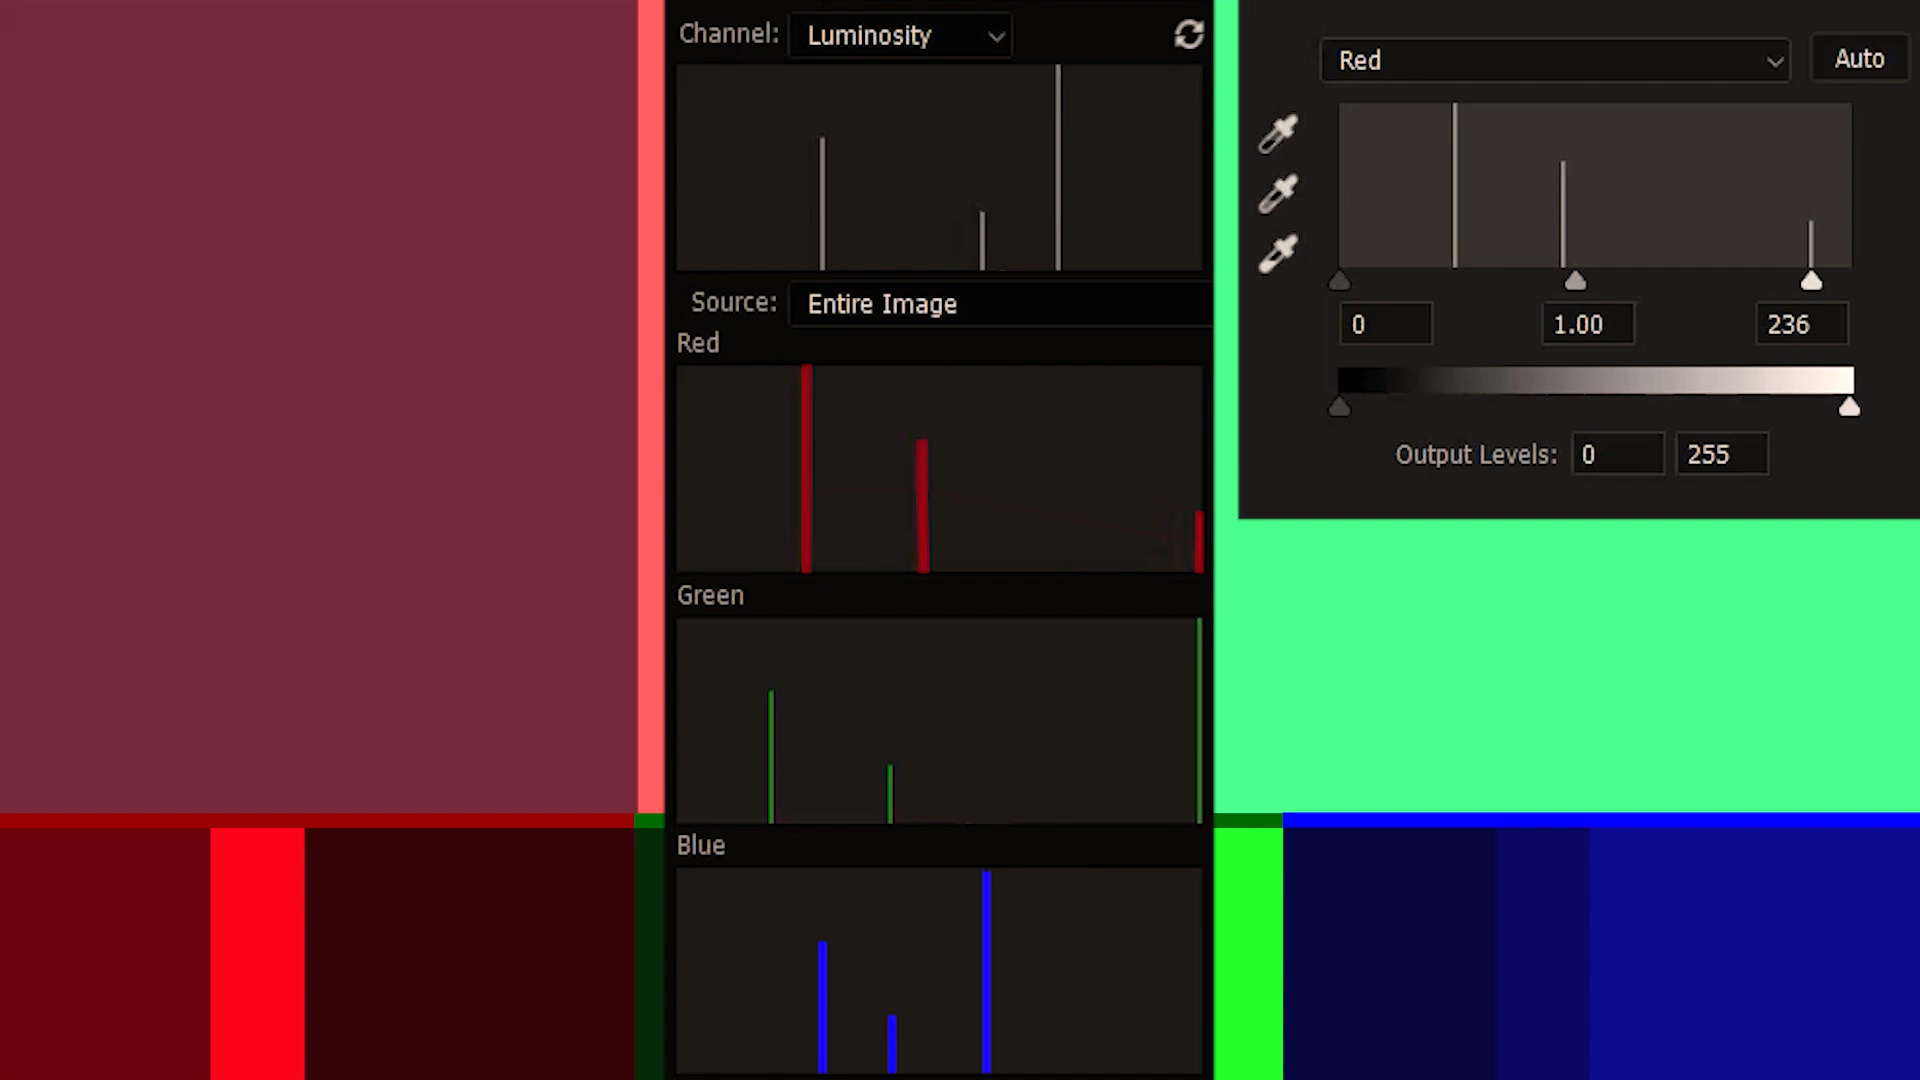 Channel: Luminosity
Source: Entire Image
Red
Green
Blue
Red Auto
0 1.00 236
Output Levels: 0 255